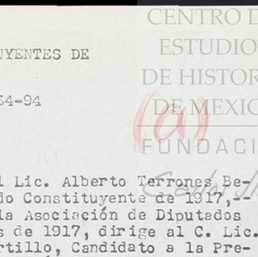 CENTRO D
ESTUDIO
DE HISTOR
DE MEXIC
FUNDACI
UYENTES DE
64-94
(a)
l Lic. Alberto Terrones Be-
do Constituyente de 1917,--
la Asociación de Diputados
s de 1917, dirige al C. Lic.
rtillo, Candidato a la Pre-